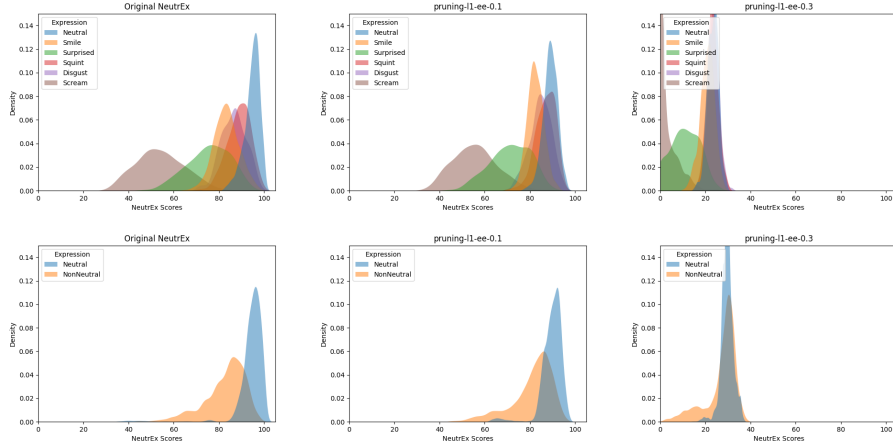 Original NeutrEx
Expression
Neutral
Smile
Surprised
Squint
Disgust
Scream
Density
0.00 0.02 0.04 0.06 0.08 0.10 0.12 0.14
0 20 40 60 80 100
NeutrEx Scores
pruning-l1-ee-0.1
Expression
Neutral
Smile
Surprised
Squint
Disgust
Scream
Density
0.00 0.02 0.04 0.06 0.08 0.10 0.12 0.14
0 20 40 60 80 100
NeutrEx Scores
pruning-l1-ee-0.3
Expression
Neutral
Smile
Surprised
Squint
Disgust
Scream
Density
0.00 0.02 0.04 0.06 0.08 0.10 0.12 0.14
0 20 40 60 80 100
NeutrEx Scores
Original NeutrEx
Expression
Neutral
NonNeutral
Density
0.00 0.02 0.04 0.06 0.08 0.10 0.12 0.14
0 20 40 60 80 100
NeutrEx Scores
pruning-l1-ee-0.1
Expression
Neutral
NonNeutral
Density
0.00 0.02 0.04 0.06 0.08 0.10 0.12 0.14
0 20 40 60 80 100
NeutrEx Scores
pruning-l1-ee-0.3
Expression
Neutral
NonNeutral
Density
0.00 0.02 0.04 0.06 0.08 0.10 0.12 0.14
0 20 40 60 80 100
NeutrEx Scores